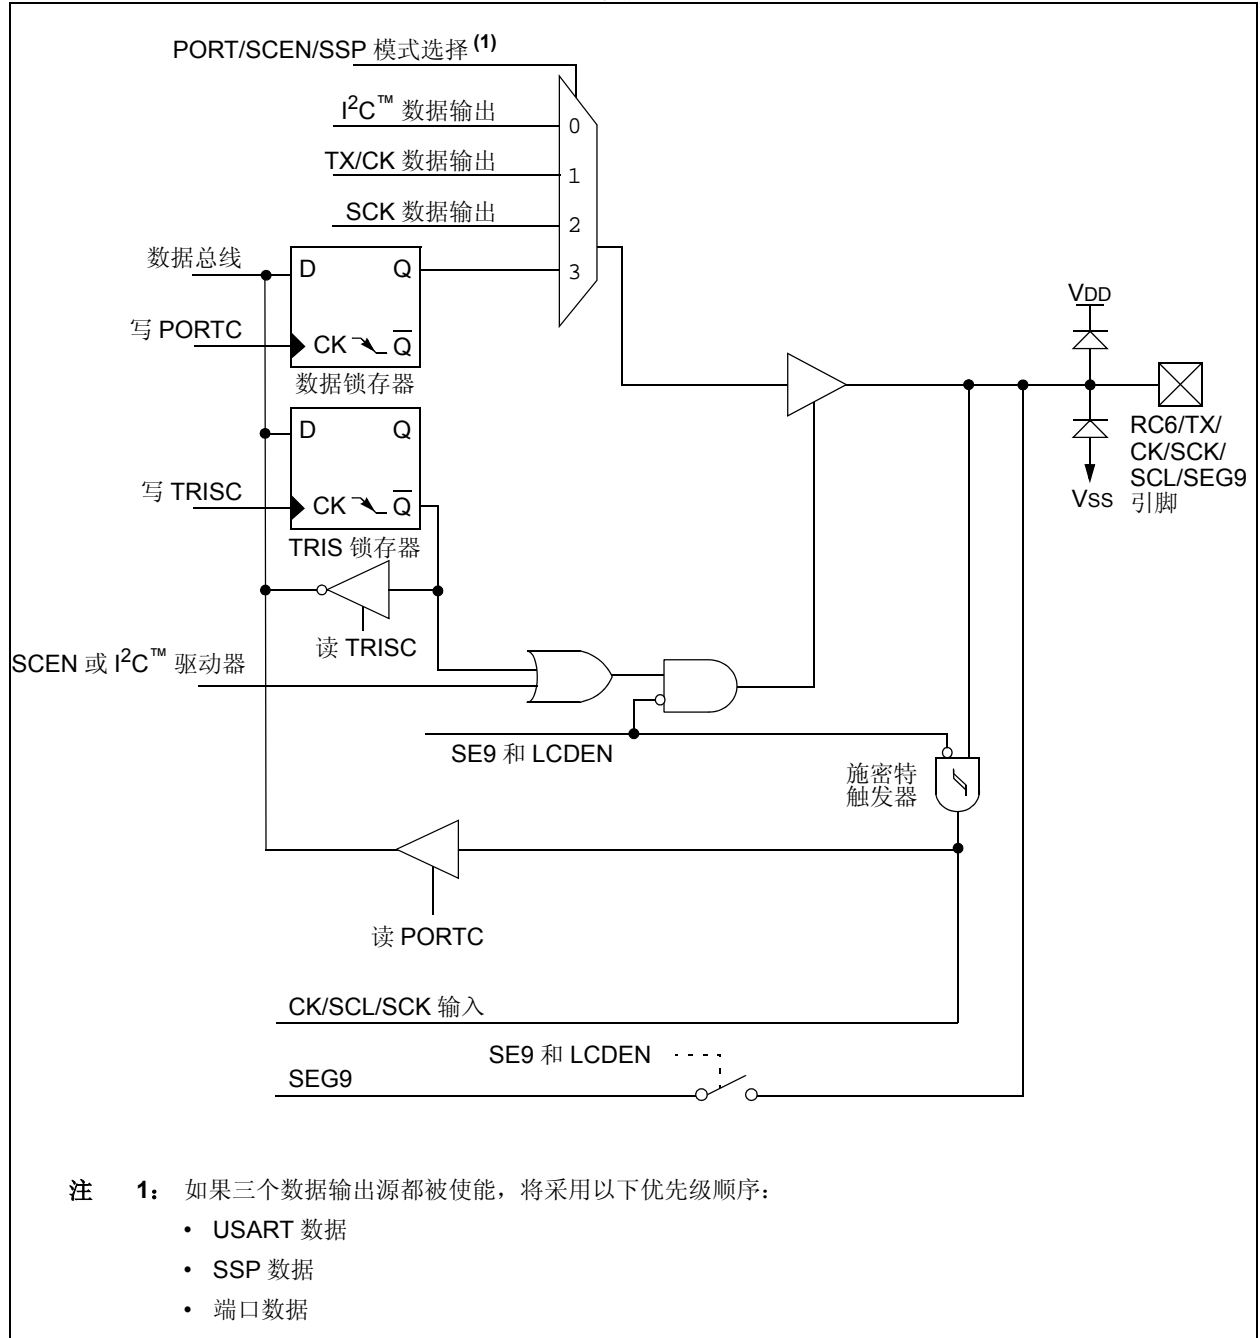 PORT/SCEN/SSP 模式选择 (1)
I2C™ 数据输出
0
TX/CK 数据输出
1
SCK 数据输出
2
数据总线
D Q
3
VDD
写 PORTC
CK Q
数据锁存器
D Q
RC6/TX/
CK/SCK/
SCL/SEG9
引脚
写 TRISC
CK Q
VSS
TRIS 锁存器
读 TRISC
SCEN 或 I2C™ 驱动器
SE9 和 LCDEN
施密特
触发器
读 PORTC
CK/SCL/SCK 输入
SE9 和 LCDEN
SEG9
注 1: 如果三个数据输出源都被使能，将采用以下优先级顺序：
• USART 数据
• SSP 数据
• 端口数据